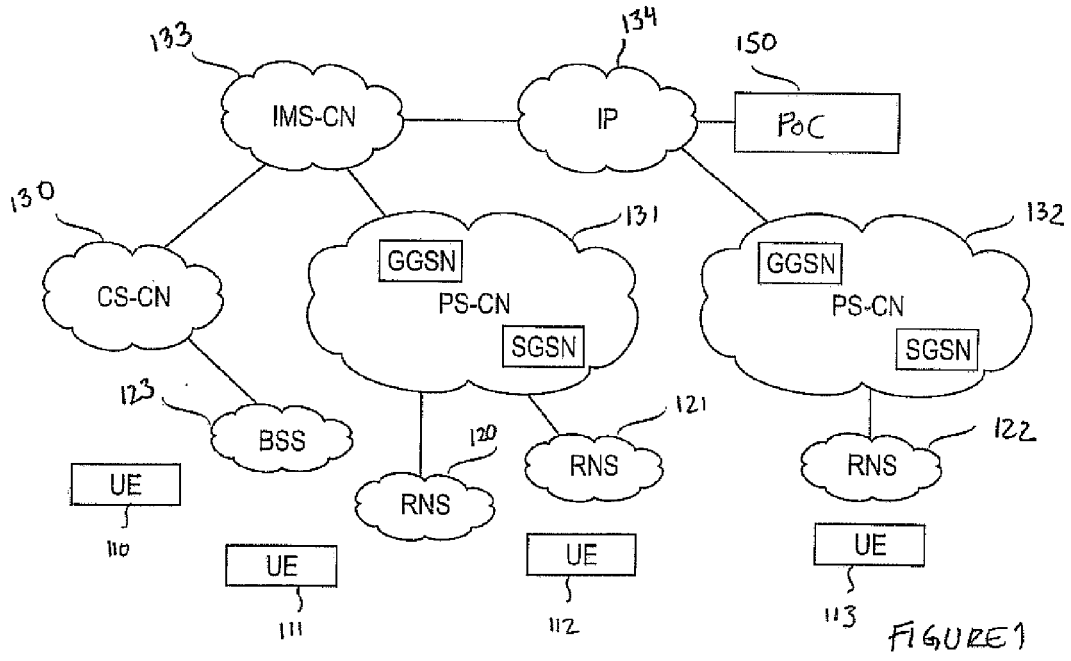 133
134
150
IMS-CN
IP
PoC
130
131
132
GGSN
GGSN
CS-CN
PS-CN
PS-CN
SGSN
SGSN
123
BSS
120
121
122
RNS
RNS
RNS
UE
UE
UE
UE
110
111
112
113
FIGURE 1